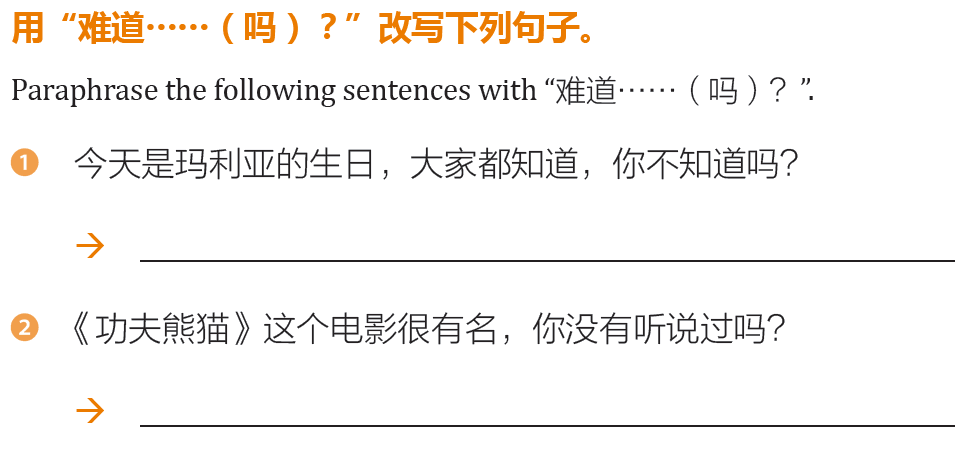 用“难道……（吗）？”改写下列句子。
Paraphrase the following sentences with “难道……（吗）？”.
1 今天是玛利亚的生日，大家都知道，你不知道吗？
→
2 《功夫熊猫》这个电影很有名，你没有听说过吗？
→